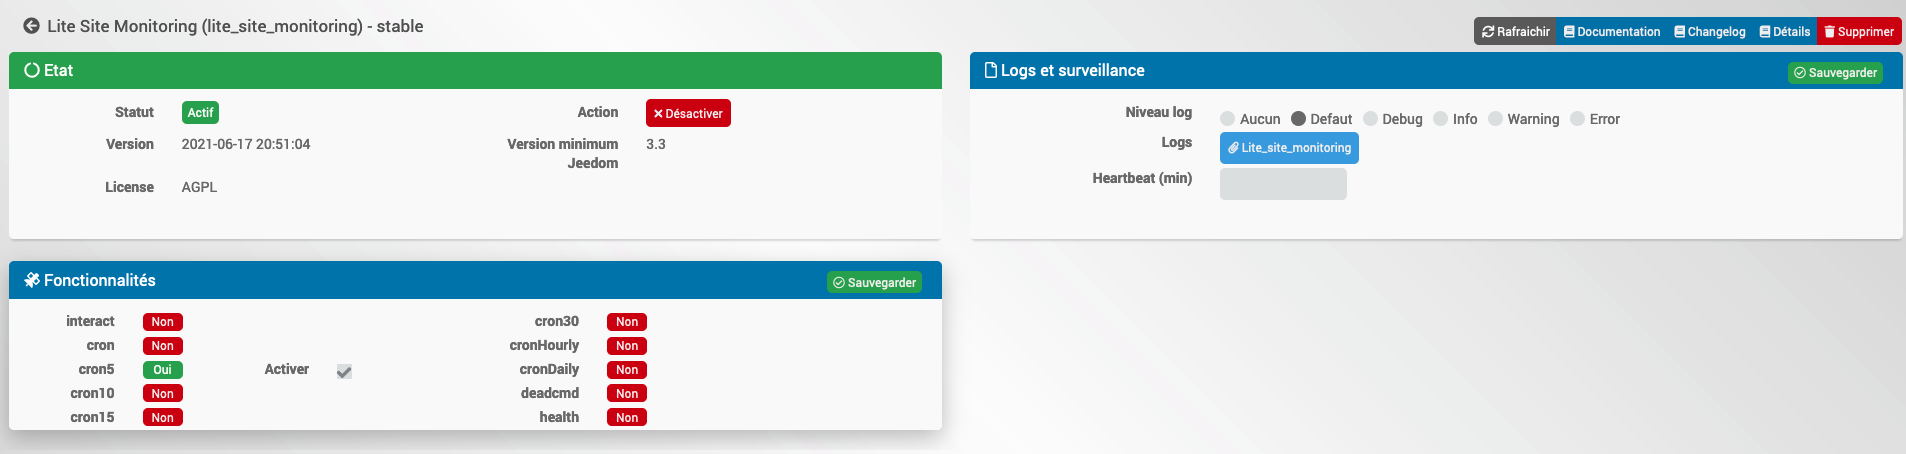 Lite Site Monitoring (lite_site_monitoring) - stable
Rafraichir Documentation Changelog Détails Supprimer
Etat
Statut Actif Action Désactiver
Version 2021-06-17 20:51:04 Version minimum Jeedom 3.3
License AGPL
Logs et surveillance Sauvegarder
Niveau log Aucun Defaut Debug Info Warning Error
Logs Lite_site_monitoring
Heartbeat (min)
Fonctionnalités Sauvegarder
interact Non cron30 Non
cron Non cronHourly Non
cron5 Oui Activer cronDaily Non
cron10 Non deadcmd Non
cron15 Non health Non